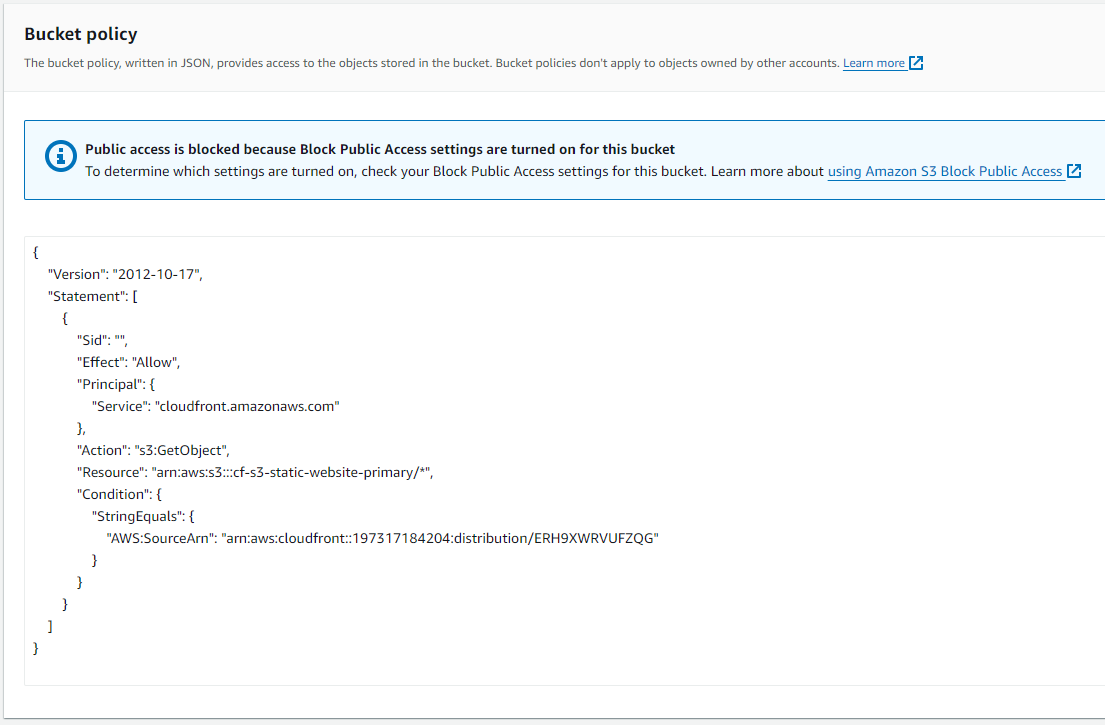 Bucket policy
The bucket policy, written in JSON, provides access to the objects stored in the bucket. Bucket policies don't apply to objects owned by other accounts. Learn more
Public access is blocked because Block Public Access settings are turned on for this bucket
To determine which settings are turned on, check your Block Public Access settings for this bucket. Learn more about using Amazon S3 Block Public Access
{
"Version": "2012-10-17",
"Statement": [
{
"Sid": "",
"Effect": "Allow",
"Principal": {
"Service": "cloudfront.amazonaws.com"
},
"Action": "s3:GetObject",
"Resource": "arn:aws:s3:::cf-s3-static-website-primary/*",
"Condition": {
"StringEquals": {
"AWS:SourceArn": "arn:aws:cloudfront::197317184204:distribution/ERH9XWRVUFZQG"
}
}
}
]
}